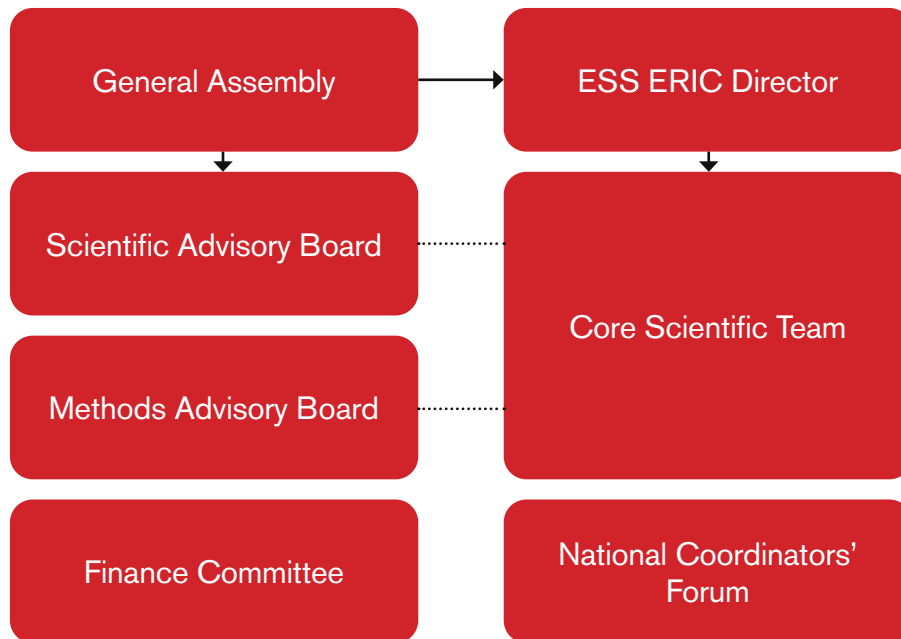 General Assembly
ESS ERIC Director
Scientific Advisory Board
Core Scientific Team
Methods Advisory Board
Finance Committee
National Coordinators’
Forum